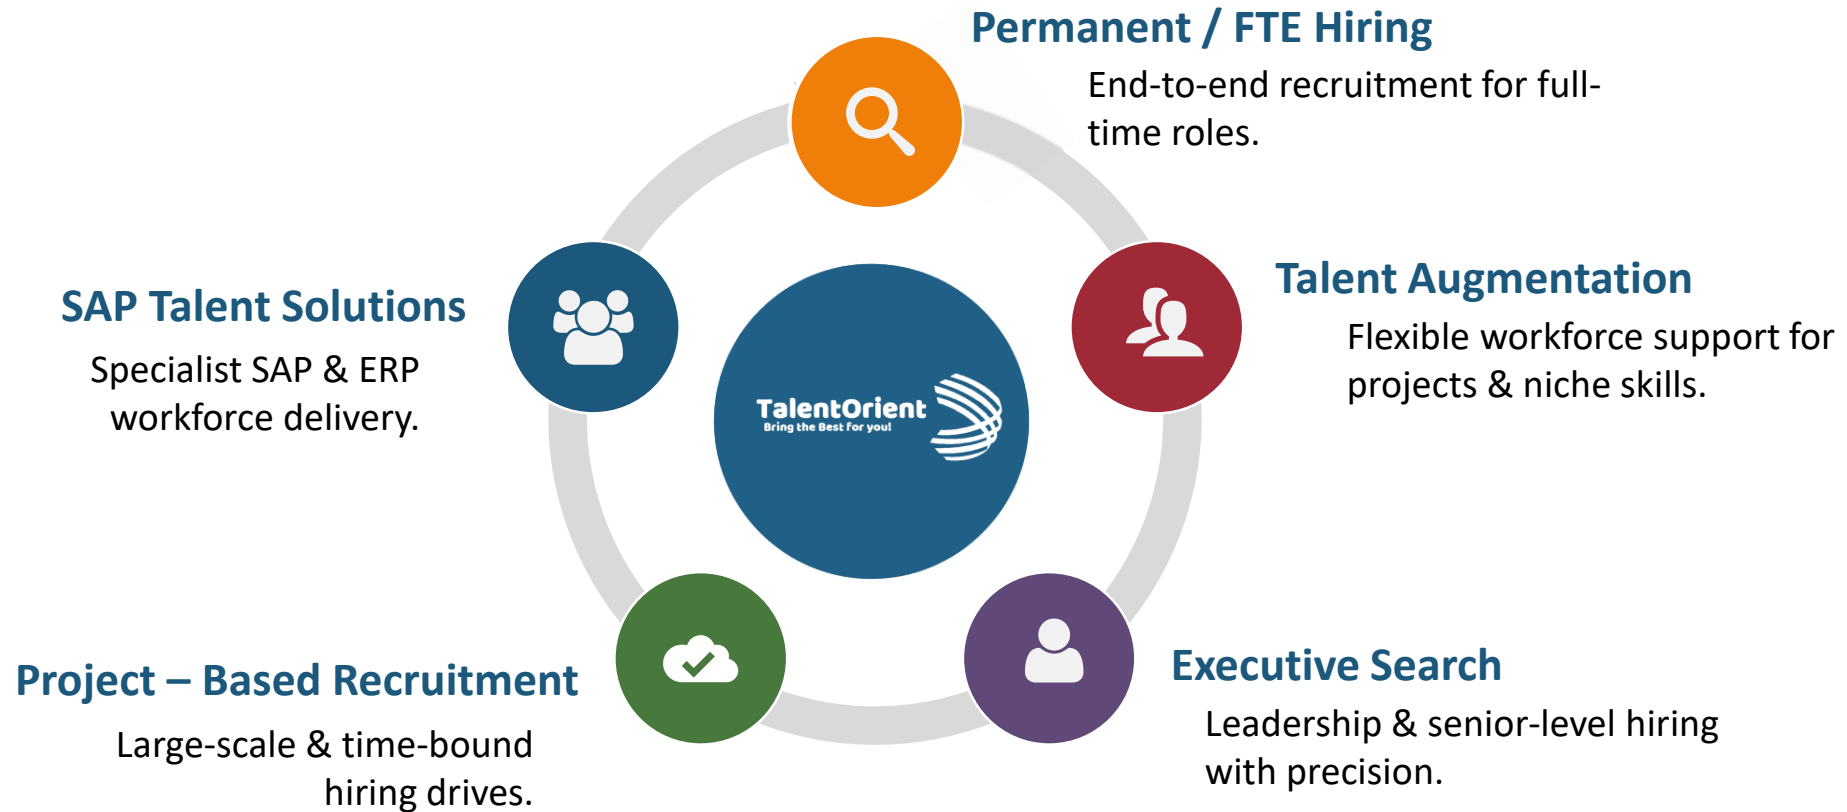 Permanent / FTE Hiring
End-to-end recruitment for full-
time roles.
Talent Augmentation
Flexible workforce support for
projects & niche skills.
Executive Search
Leadership & senior-level hiring
with precision.
Project – Based Recruitment
Large-scale & time-bound
hiring drives.
SAP Talent Solutions
Specialist SAP & ERP
workforce delivery.
TalentOrient
Bring the Best for you!